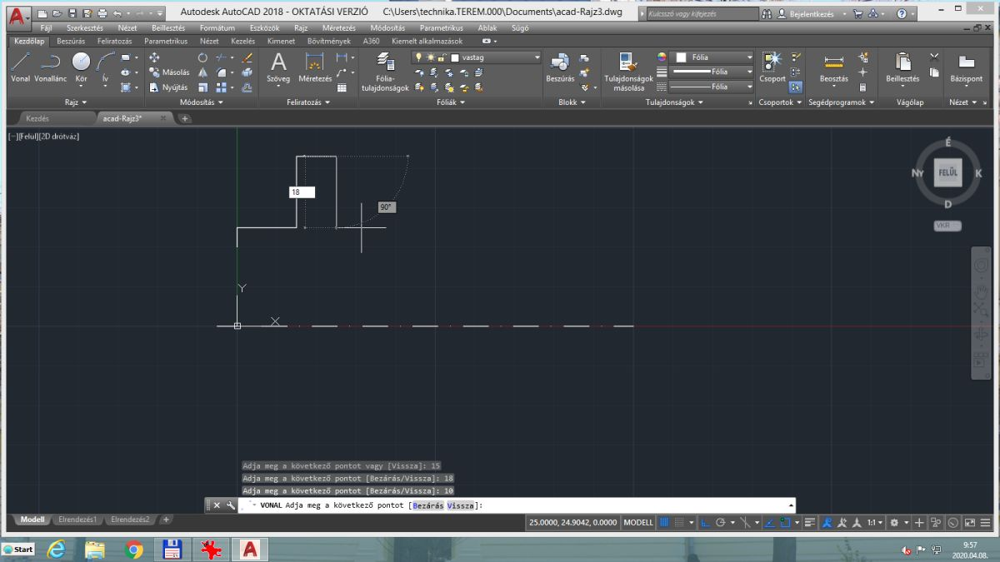 Autodesk AutoCAD 2018 - OKTATÁSI VERZIÓ C:\Users\technika.TEREM.000\Documents\acad-Rajz3.dwg Kulcsszó vagy kifejezés Bejelentkezés
Fájl Szerkesztés Nézet Beillesztés Formátum Eszközök Rajz Méretezés Módosítás Parametrikus Ablak Súgó
Kezdőlap Beszúrás Feliratozás Parametrikus Nézet Kezelés Kimenet Bővítmények A360 Kiemelt alkalmazások
vastag Fólia
Másolás Fólia
Vonal Vonallánc Kör Ív Szöveg Méretezés Beszúrás Csoport Beosztás Beillesztés Bázispont
Nyújtás Fólia-tulajdonságok Tulajdonságok másolása Fólia
Rajz Módosítás Feliratozás Fóliák Blokk Tulajdonságok Csoportok Segédprogramok Vágólap Nézet
Kezdés acad-Rajz3*
[−][Felül][2D drótváz]
É
Ny FELÜL K
D
VKR
18
90°
Y
X
Adja meg a következő pontot vagy [Vissza]: 15
Adja meg a következő pontot [Bezárás/Vissza]: 18
Adja meg a következő pontot [Bezárás/Vissza]: 10
VONAL Adja meg a következő pontot [Bezárás Vissza]:
Modell Elrendezés1 Elrendezés2 +
25.0000, 24.9042, 0.0000 MODELL 1:1
Start
9:57
2020.04.08.